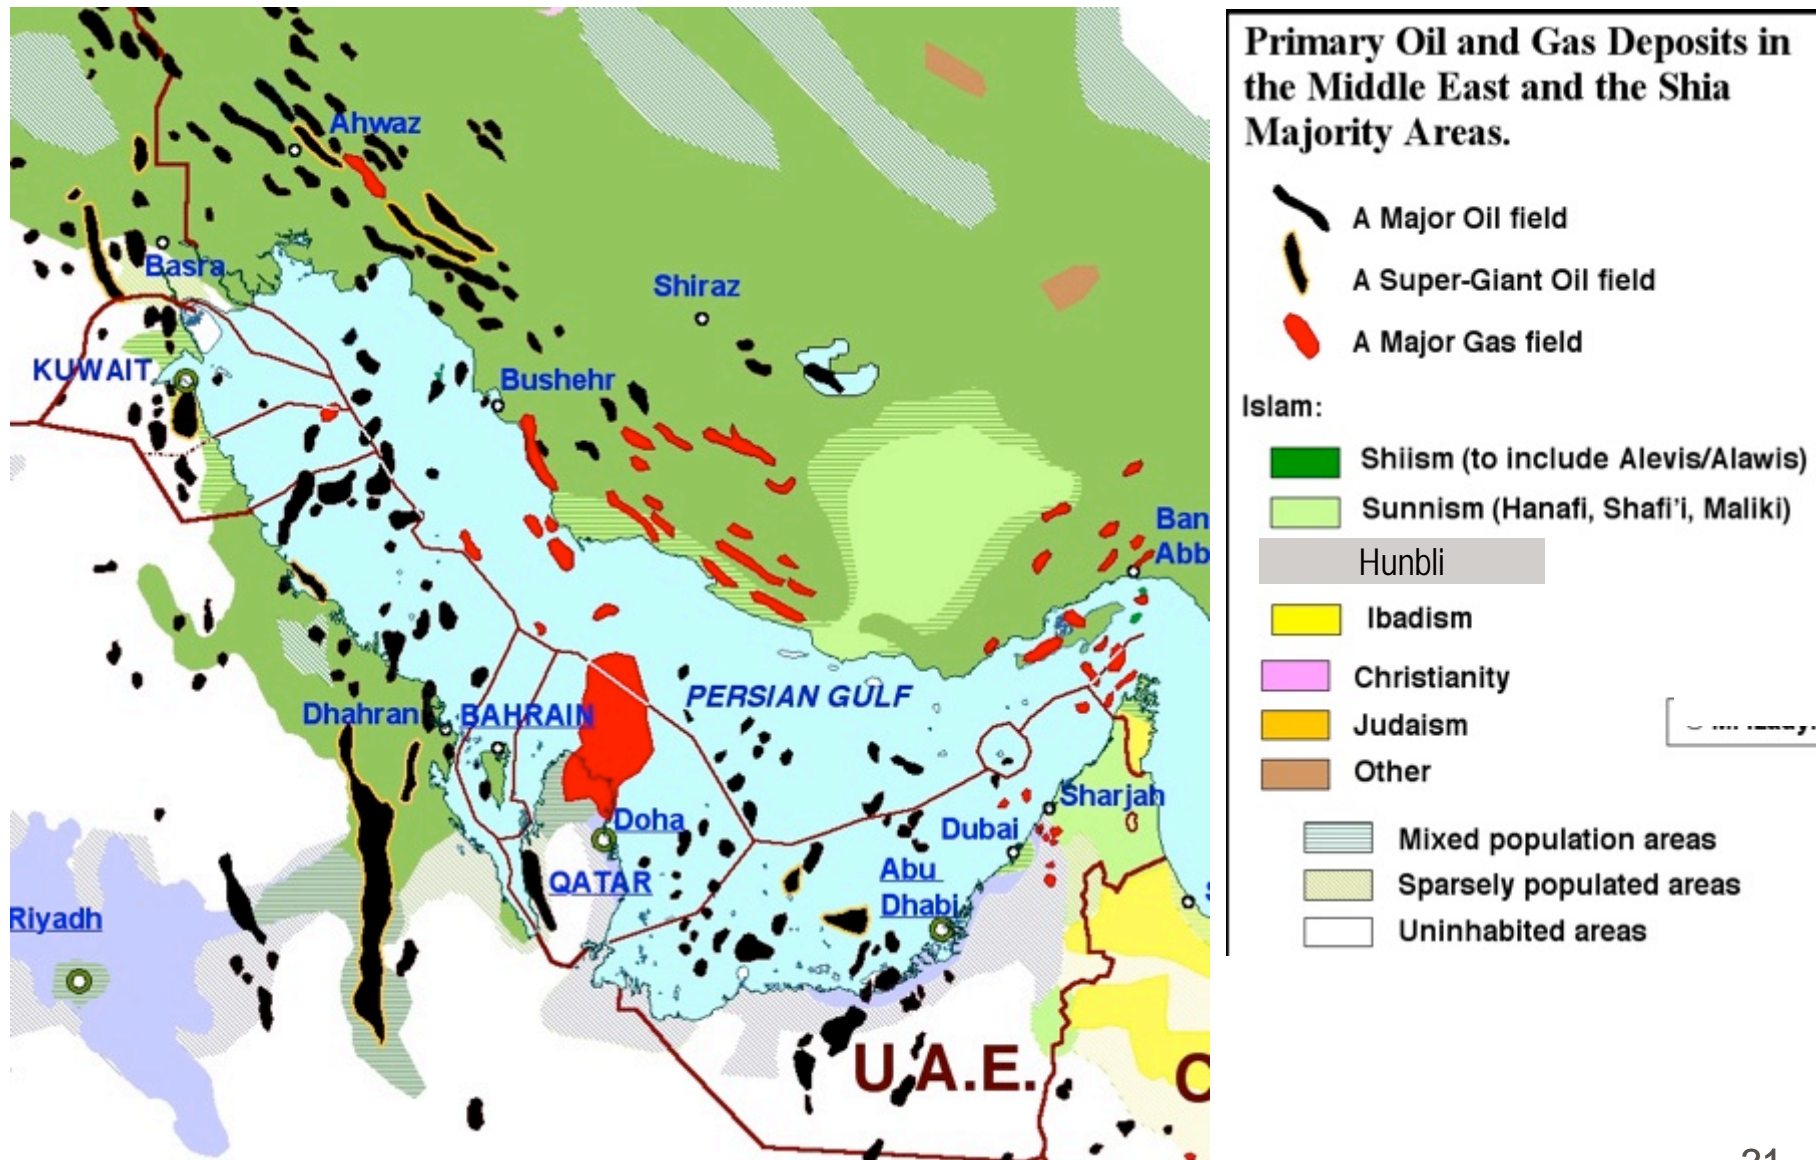 Ahwaz
Basra
Shiraz
KUWAIT
Bushehr
Ban
Abb
PERSIAN GULF
Dhahran
BAHRAIN
Sharjah
Doha
Dubai
QATAR
Abu
Dhabi
Riyadh
U.A.E.
Primary Oil and Gas Deposits in
the Middle East and the Shia
Majority Areas.
A Major Oil field
A Super-Giant Oil field
A Major Gas field
Islam:
Shiism (to include Alevis/Alawis)
Sunnism (Hanafi, Shafi'i, Maliki)
Hunbli
Ibadism
Christianity
Judaism
Other
Mixed population areas
Sparsely populated areas
Uninhabited areas